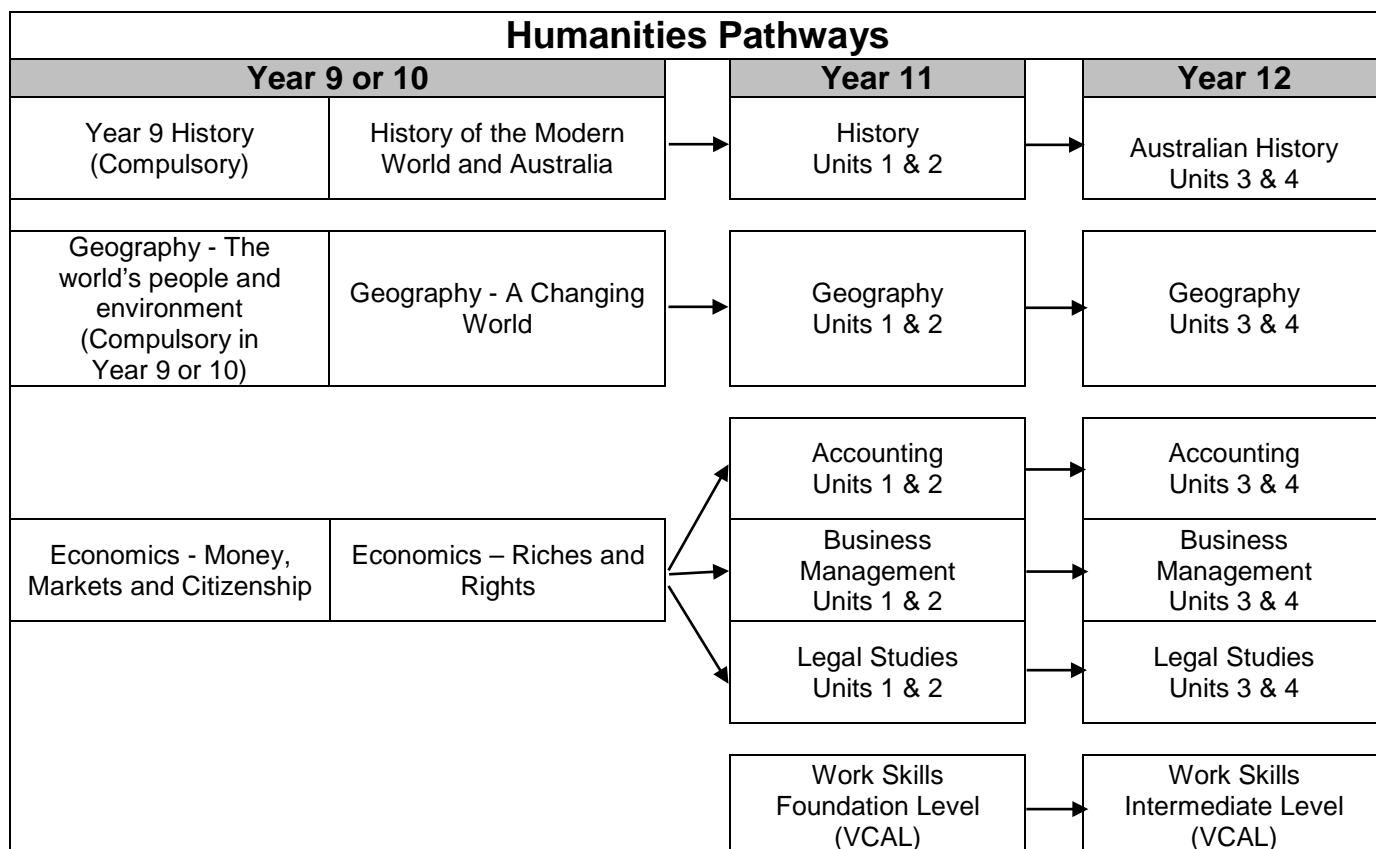 Humanities Pathways
Year 9 or 10
Year 11
Year 12
Year 9 History
(Compulsory)
History of the Modern
World and Australia
History
Units 1 & 2
Australian History
Units 3 & 4
Geography - The
world's people and
environment
(Compulsory in
Year 9 or 10)
Geography - A Changing
World
Geography
Units 1 & 2
Geography
Units 3 & 4
Accounting
Units 1 & 2
Accounting
Units 3 & 4
Economics - Money,
Markets and Citizenship
Economics – Riches and
Rights
Business
Management
Units 1 & 2
Business
Management
Units 3 & 4
Legal Studies
Units 1 & 2
Legal Studies
Units 3 & 4
Work Skills
Foundation Level
(VCAL)
Work Skills
Intermediate Level
(VCAL)